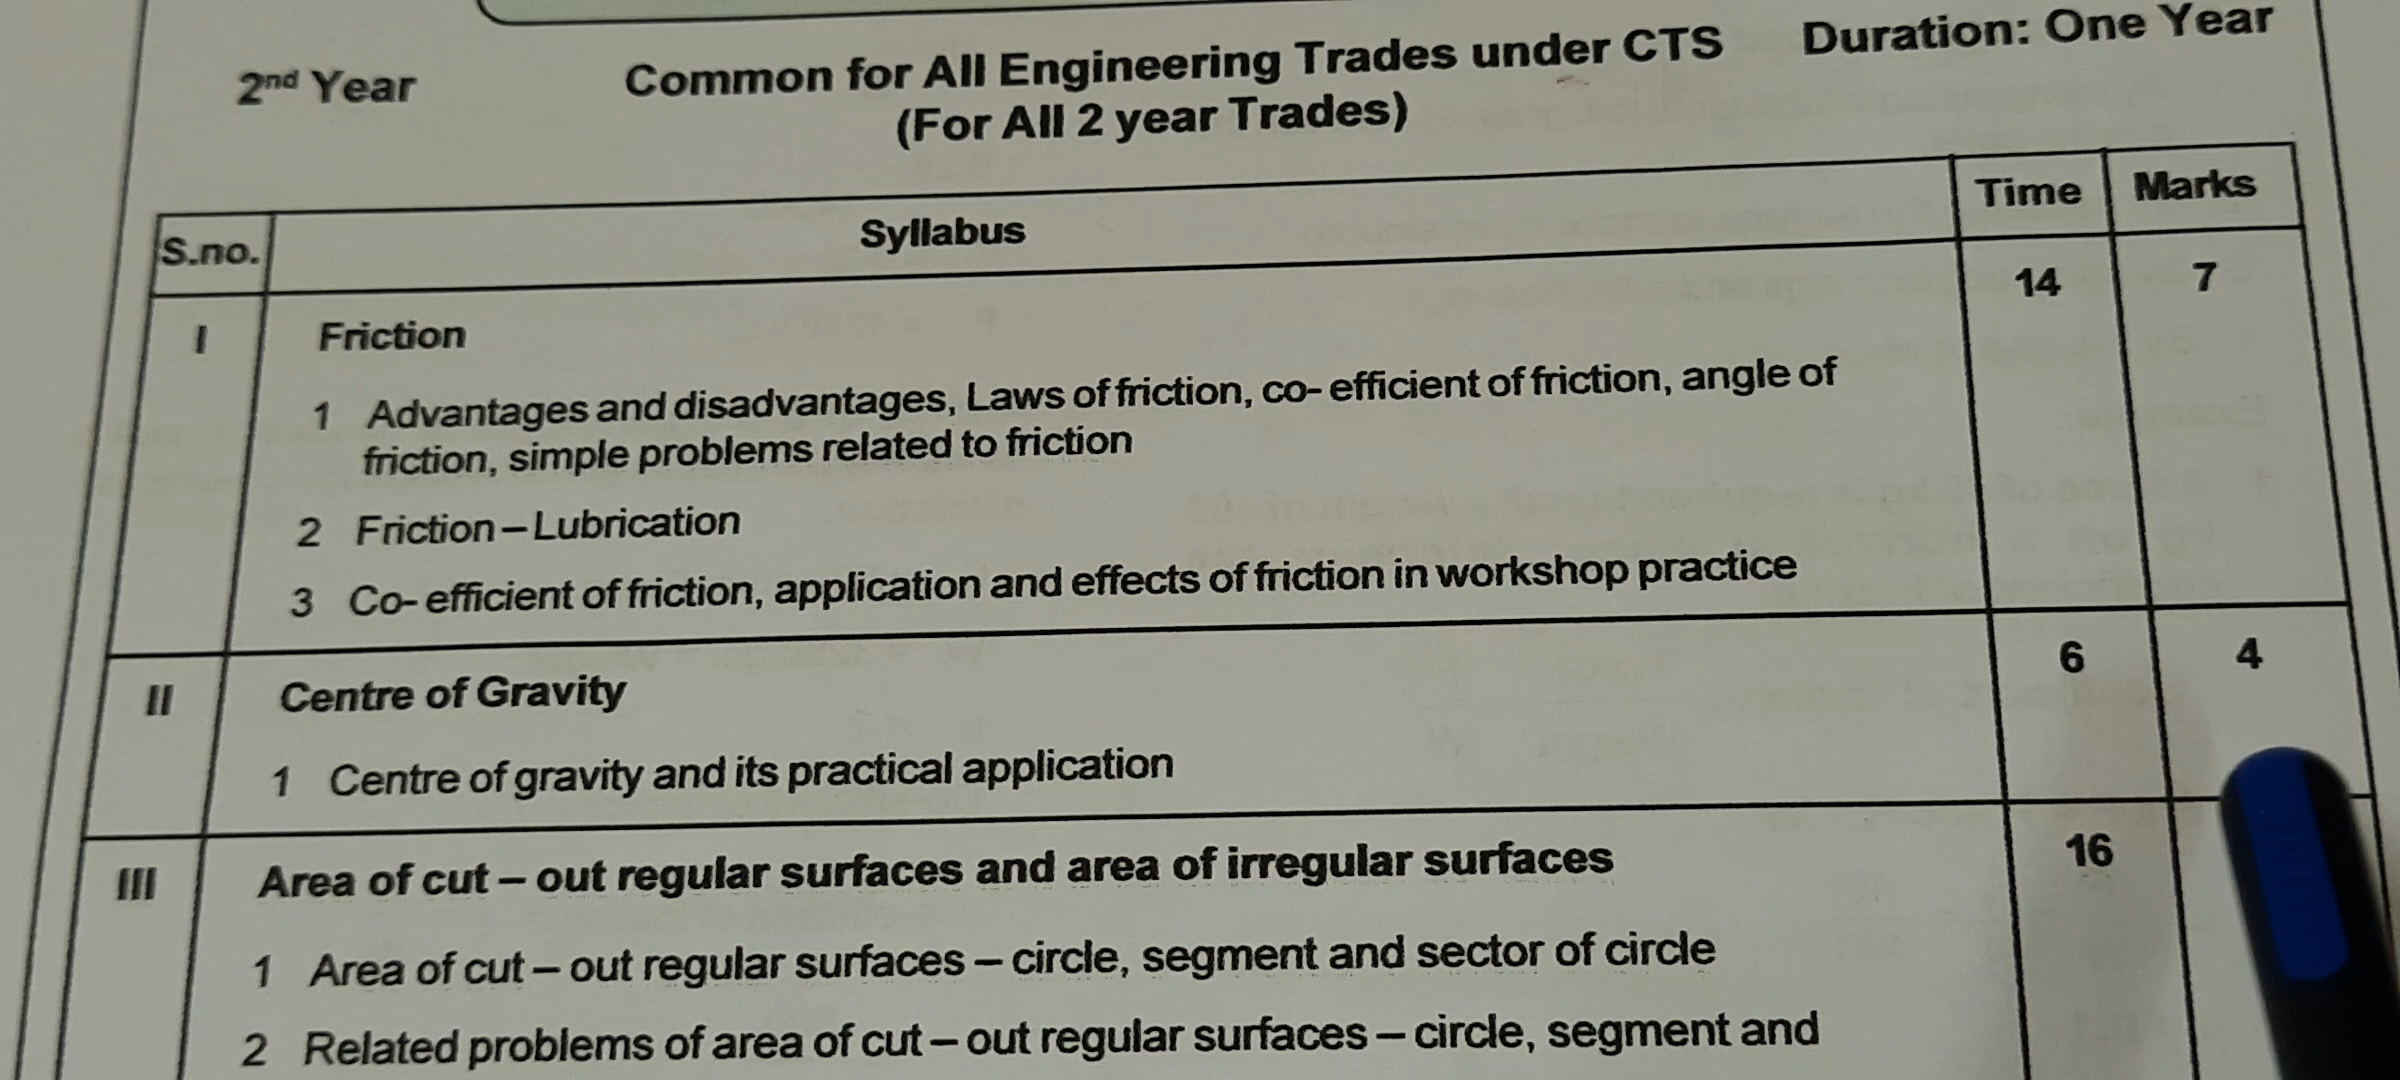 2nd Year Common for All Engineering Trades under CTS Duration: One Year
(For All 2 year Trades)
S.no. Syllabus Time Marks
I Friction 14 7
1 Advantages and disadvantages, Laws of friction, co- efficient of friction, angle of
friction, simple problems related to friction
2 Friction – Lubrication
3 Co- efficient of friction, application and effects of friction in workshop practice
II Centre of Gravity 6 4
1 Centre of gravity and its practical application
III Area of cut – out regular surfaces and area of irregular surfaces 16
1 Area of cut – out regular surfaces – circle, segment and sector of circle
2 Related problems of area of cut – out regular surfaces – circle, segment and